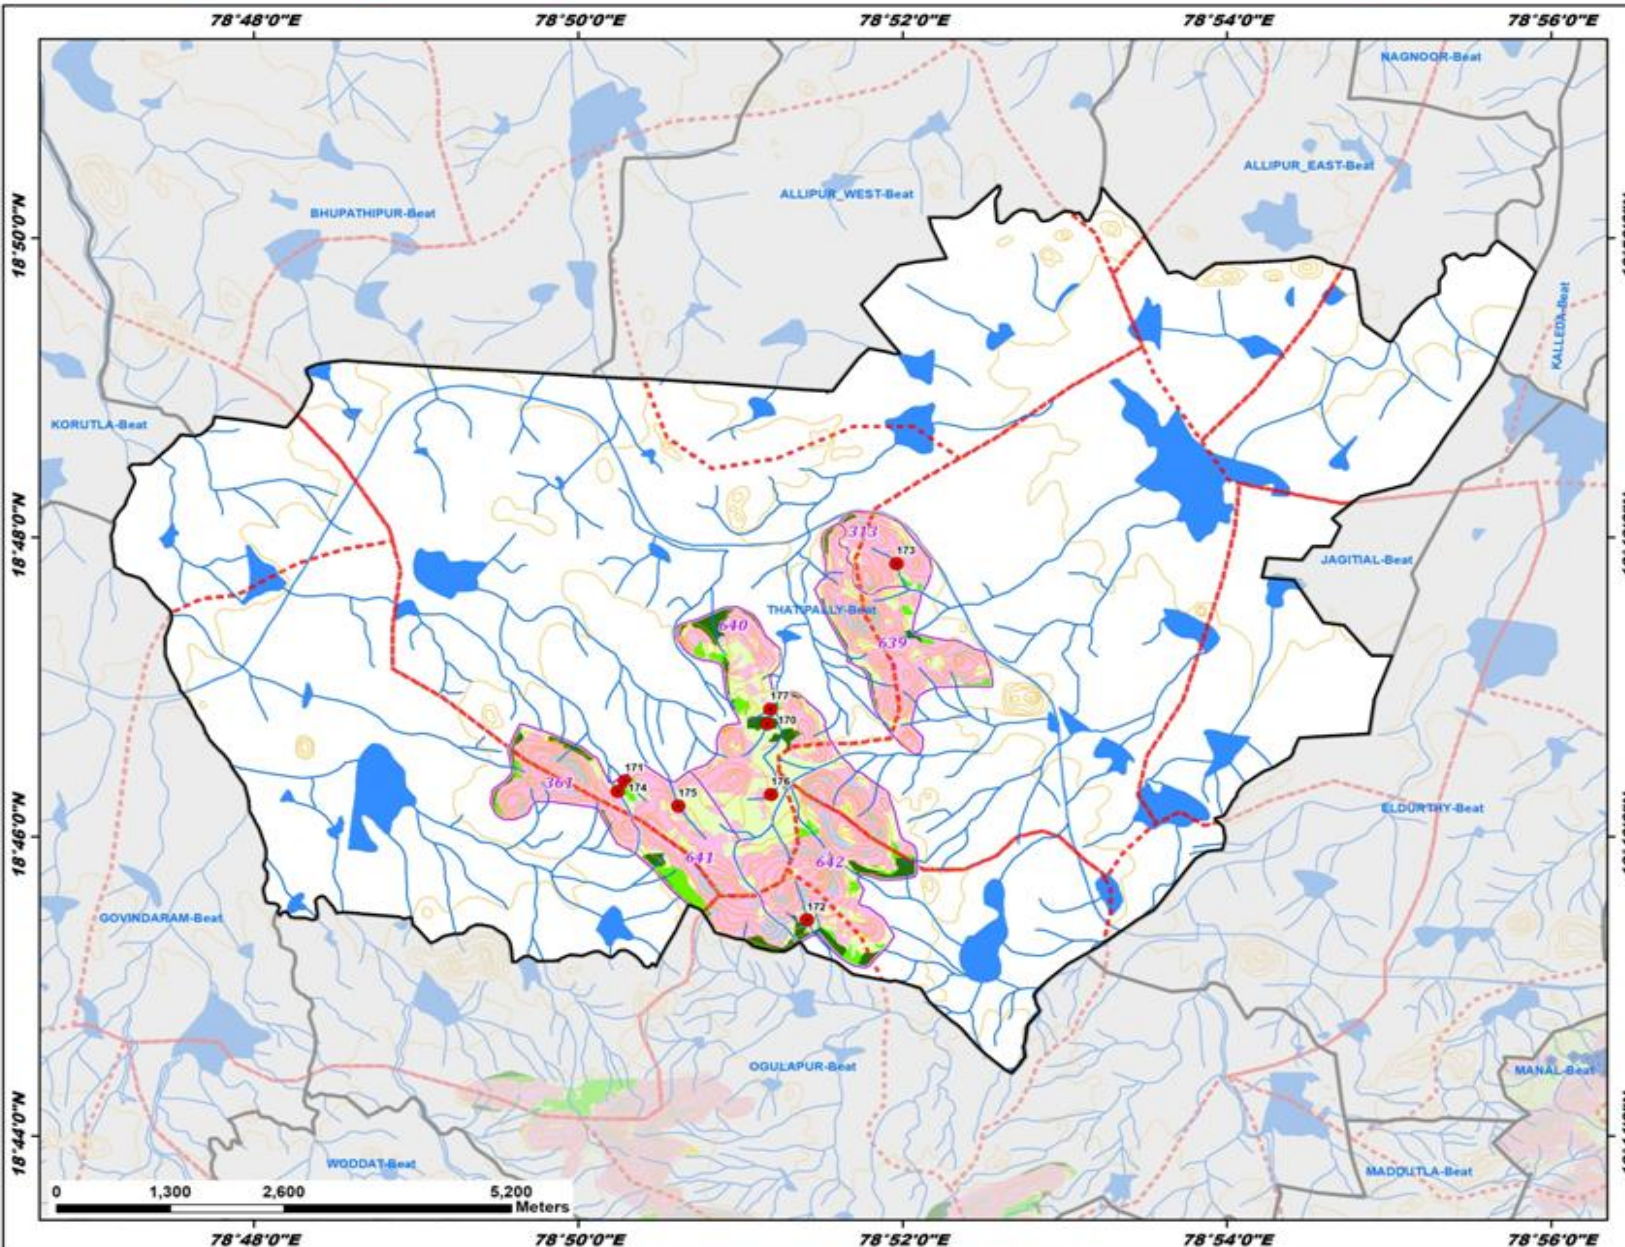 78°48'0"E 78°50'0"E 78°52'0"E 78°54'0"E 78°56'0"E
NAGNOOR-Beat
ALLIPUR_EAST-Beat
ALLIPUR_WEST-Beat
BHUPATHIPUR-Beat
18°50'0"N
KALLEDA-Beat
KORUTLA-Beat
18°48'0"N
313
173
JAGITIAL-Beat
THATIPALLY-Beat
640
639
177
170
171
361
174
175
176
ELDURTHY-Beat
18°46'0"N
641
642
172
GOVINDARAM-Beat
OGULAPUR-Beat
MANAL-Beat
18°44'0"N
WODDAT-Beat
MADDUTLA-Beat
0 1,300 2,600 5,200
Meters
78°48'0"E 78°50'0"E 78°52'0"E 78°54'0"E 78°56'0"E